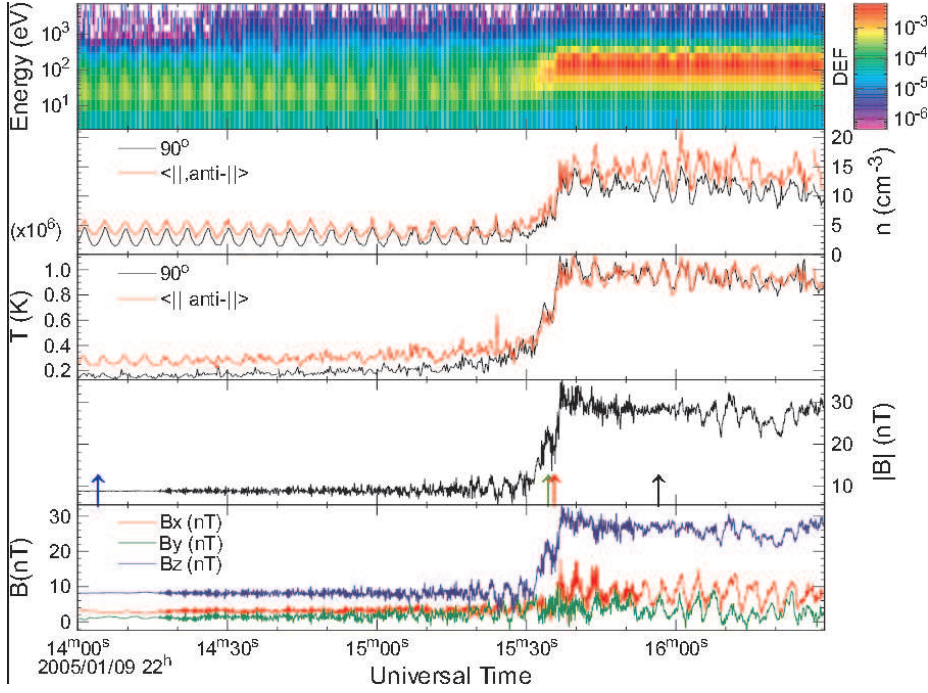 Energy (eV)
10³
10²
10¹
DEF
10⁻³
10⁻⁴
10⁻⁵
10⁻⁶
90°
<||,anti-||>
n (cm⁻³)
20
15
10
5
0
(x10⁶)
T (K)
1.0
0.8
0.6
0.4
0.2
90°
<|| anti-||>
|B| (nT)
30
20
10
B(nT)
30
20
10
0
Bx (nT)
By (nT)
Bz (nT)
14ᵐ00ˢ 14ᵐ30ˢ 15ᵐ00ˢ 15ᵐ30ˢ 16ᵐ00ˢ
2005/01/09 22ʰ
Universal Time